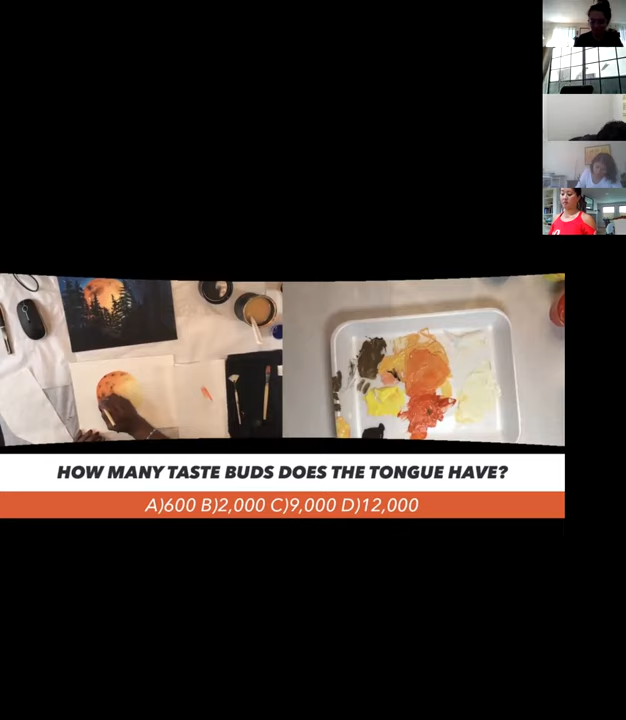 HOW MANY TASTE BUDS DOES THE TONGUE HAVE?
A)600 B)2,000 C)9,000 D)12,000